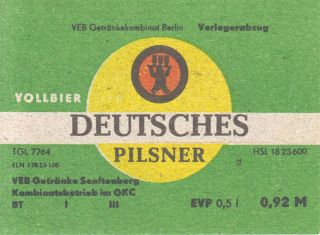 VEB Getränkekombinat Berlin Verlegerabzug
VOLLBIER
DEUTSCHES
PILSNER
TGL 7764
HSL 18 23 600
ELN 178 53 100
VEB Getränke Senftenberg
Kombinatsbetrieb im GKC
BT I III
EVP 0,5 l 0,92 M